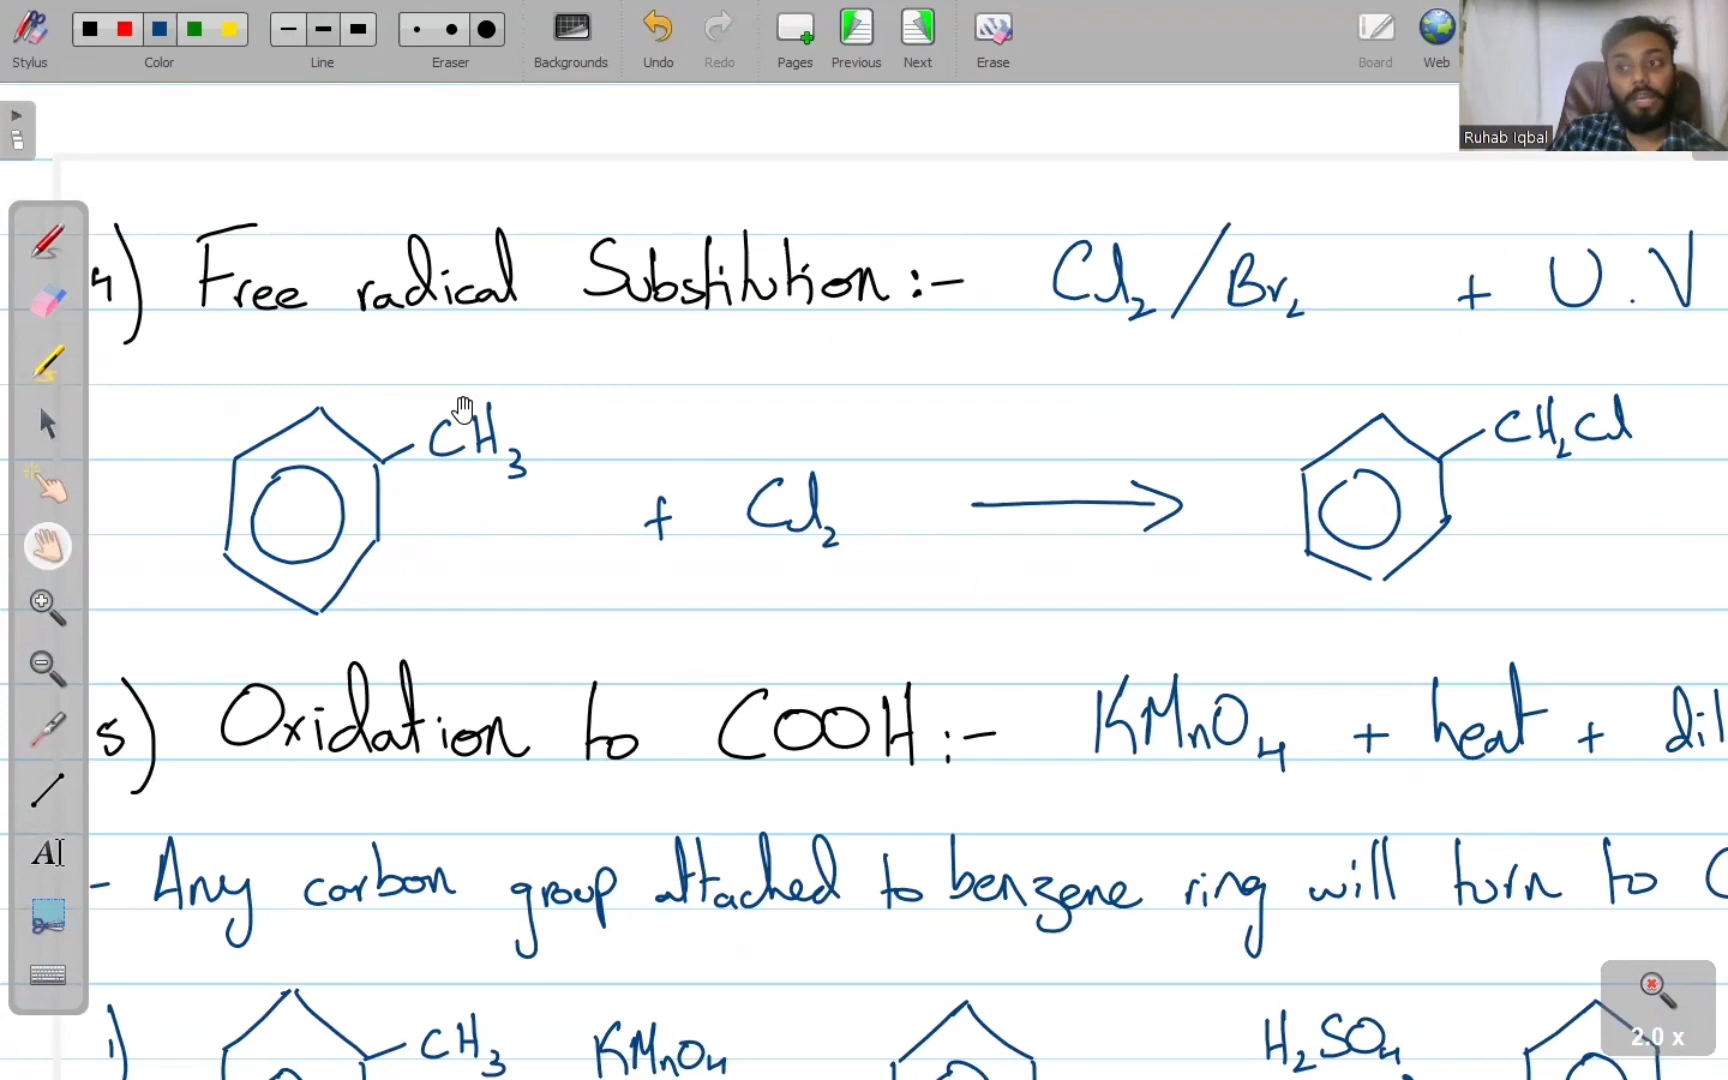 Stylus
Color
Line
Eraser
Backgrounds
Undo
Redo
Pages
Previous
Next
Erase
Board
Web
Ruhab Iqbal
4) Free radical Substitution:- Cl2/Br2 + U.V
CH3 + Cl2 → CH2Cl
5) Oxidation to COOH:- KMnO4 + heat + dil
- Any carbon group attached to benzene ring will turn to C
1) CH3 KMnO4 H2SO4
AI
2.0 x